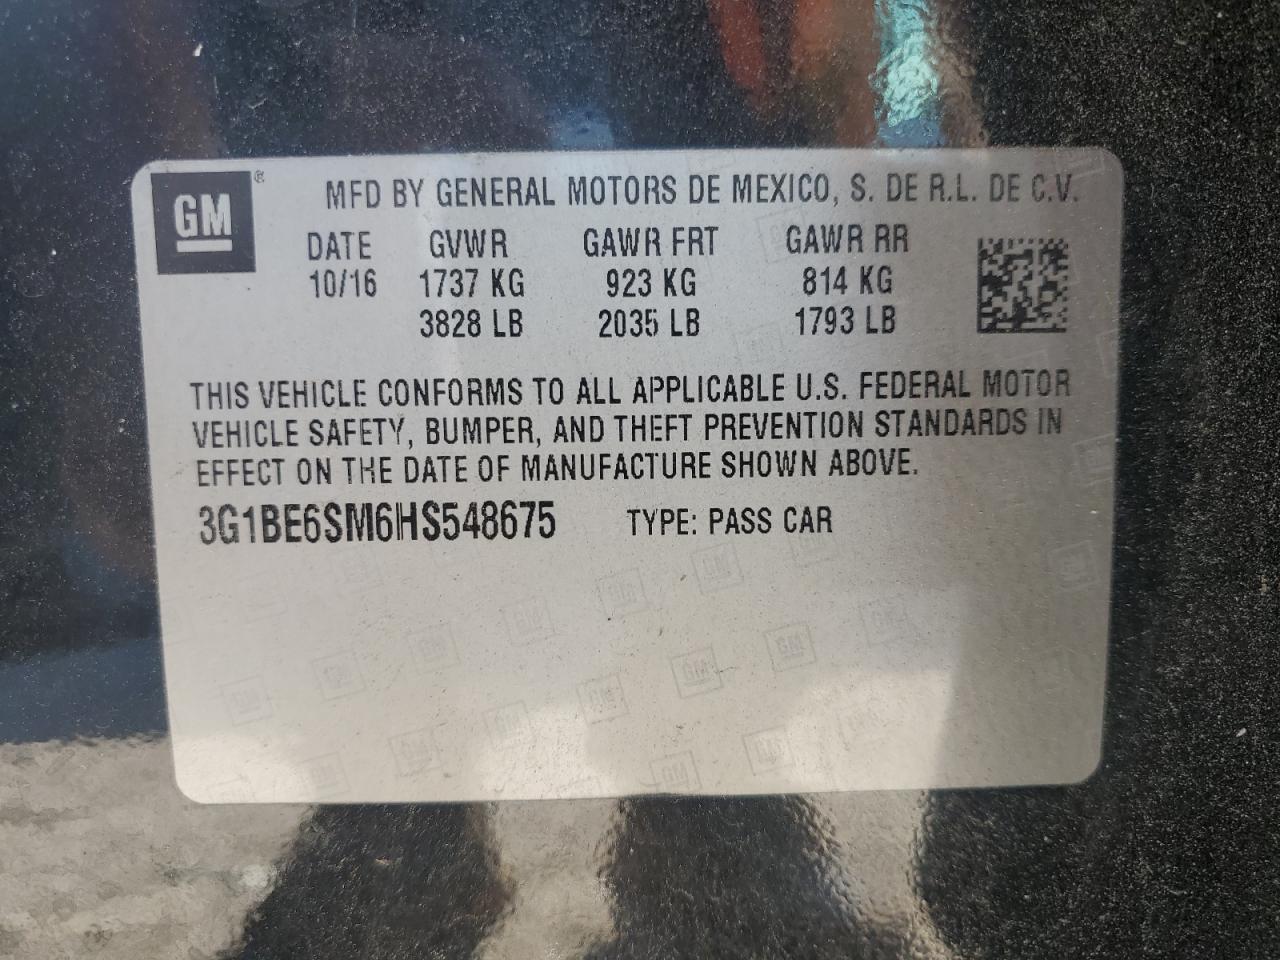 GM®
MFD BY GENERAL MOTORS DE MEXICO, S. DE R.L. DE C.V.
DATE GVWR GAWR FRT GAWR RR
10/16 1737 KG 923 KG 814 KG
3828 LB 2035 LB 1793 LB
THIS VEHICLE CONFORMS TO ALL APPLICABLE U.S. FEDERAL MOTOR
VEHICLE SAFETY, BUMPER, AND THEFT PREVENTION STANDARDS IN
EFFECT ON THE DATE OF MANUFACTURE SHOWN ABOVE.
3G1BE6SM6HS548675 TYPE: PASS CAR